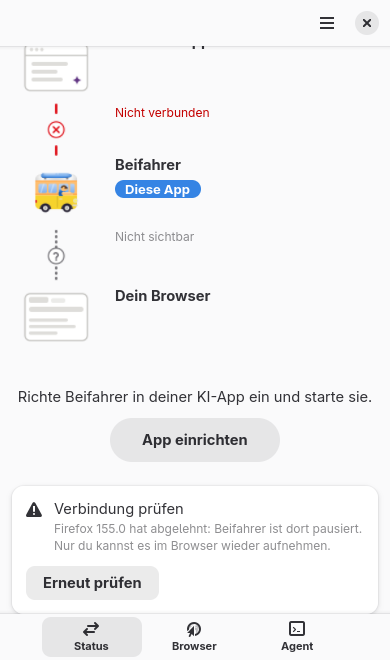 Nicht verbunden
Beifahrer
Diese App
Nicht sichtbar
?
Dein Browser
Richte Beifahrer in deiner KI-App ein und starte sie.
App einrichten
Verbindung prüfen
Firefox 155.0 hat abgelehnt: Beifahrer ist dort pausiert.
Nur du kannst es im Browser wieder aufnehmen.
Erneut prüfen
Status
Browser
Agent